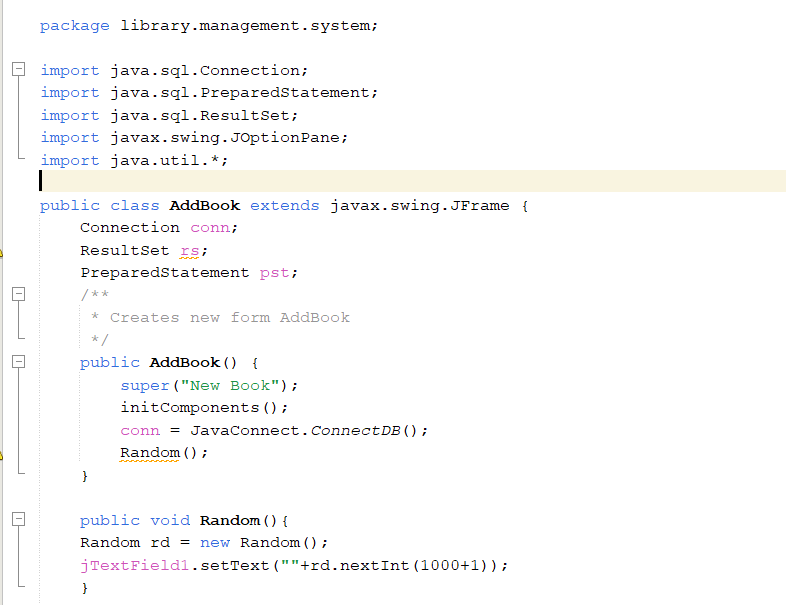 package library.management.system;
import java.sql.Connection;
import java.sql.PreparedStatement;
import java.sql.ResultSet;
import javax.swing.JOptionPane;
import java.util.*;
public class AddBook extends javax.swing.JFrame {
    Connection conn;
    ResultSet rs;
    PreparedStatement pst;
    /**
     * Creates new form AddBook
     */
    public AddBook() {
        super("New Book");
        initComponents();
        conn = JavaConnect.ConnectDB();
        Random();
    }
    public void Random(){
    Random rd = new Random();
    jTextField1.setText(""+rd.nextInt(1000+1));
    }